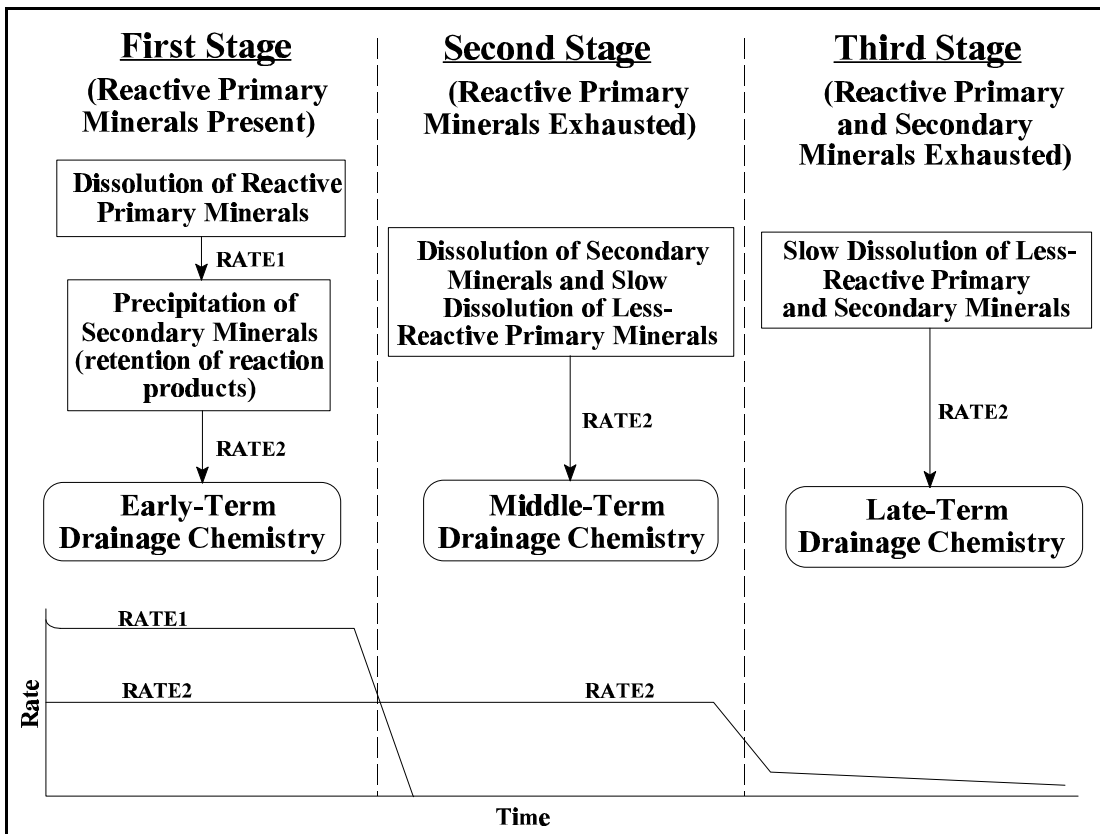 First Stage
(Reactive Primary
Minerals Present)
Dissolution of Reactive
Primary Minerals
RATE1
Precipitation of
Secondary Minerals
(retention of reaction
products)
RATE2
Early-Term
Drainage Chemistry
Second Stage
(Reactive Primary
Minerals Exhausted)
Dissolution of Secondary
Minerals and Slow
Dissolution of Less-
Reactive Primary Minerals
RATE2
Middle-Term
Drainage Chemistry
Third Stage
(Reactive Primary
and Secondary
Minerals Exhausted)
Slow Dissolution of Less-
Reactive Primary
and Secondary Minerals
RATE2
Late-Term
Drainage Chemistry
RATE1
RATE2
RATE2
Rate
Time